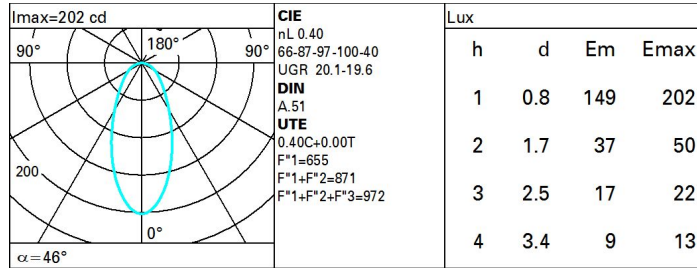 Imax=202 cd
90° 180° 90°
200
0°
α=46°
CIE
nL 0.40
66-87-97-100-40
UGR 20.1-19.6
DIN
A.51
UTE
0.40C+0.00T
F"1=655
F"1+F"2=871
F"1+F"2+F"3=972
Lux
h d Em Emax
1 0.8 149 202
2 1.7 37 50
3 2.5 17 22
4 3.4 9 13